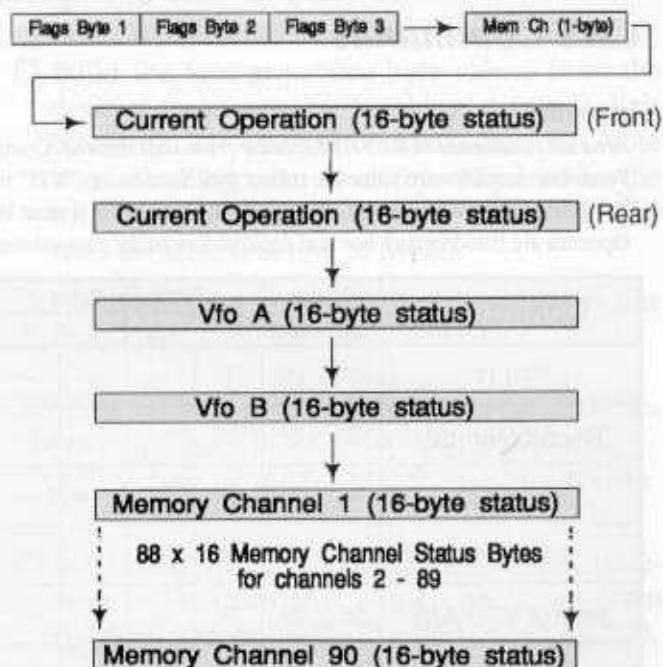 Flags Byte 1 Flags Byte 2 Flags Byte 3 Mem Ch (1-byte)
Current Operation (16-byte status) (Front)
Current Operation (16-byte status) (Rear)
Vfo A (16-byte status)
Vfo B (16-byte status)
Memory Channel 1 (16-byte status)
88 x 16 Memory Channel Status Bytes
for channels 2 - 89
Memory Channel 90 (16-byte status)